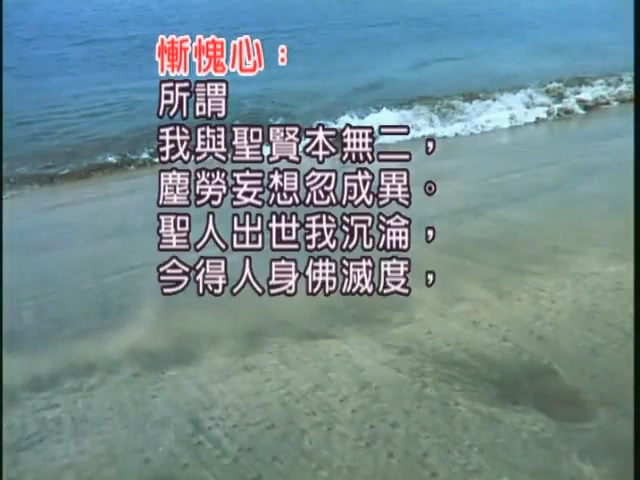 慚愧心：
所謂
我與聖賢本無二，
塵勞妄想忽成異。
聖人出世我沉淪，
今得人身佛滅度，